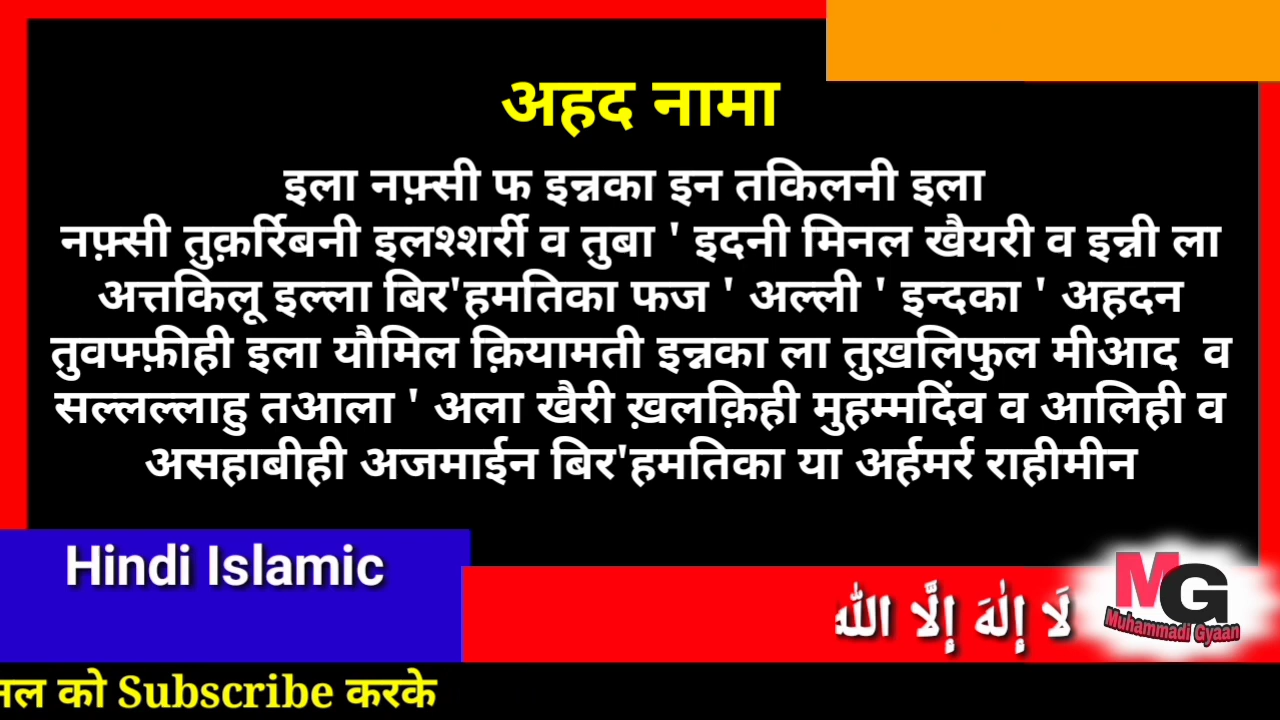 अहद नामा
इला नफ़्सी फ इन्नका इन तकिलनी इला
नफ़्सी तुक़र्रिबनी इलश्शर्री व तुबा ' इदनी मिनल खैयरी व इन्नी ला
अत्तकिलू इल्ला बिर'हमतिका फज ' अल्ली ' इन्दका ' अहदन
तुवफ्फ़ीही इला यौमिल क़ियामती इन्नका ला तुख़लिफुल मीआद व
सल्लल्लाहु तआला ' अला खैरी ख़लक़िही मुहम्मदिंव व आलिही व
असहाबीही अजमाईन बिर'हमतिका या अर्हमर्र राहीमीन
Hindi Islamic
لَا إِلٰهَ إِلَّا اللّٰه
MG
Muhammadi Gyaan
को Subscribe करके